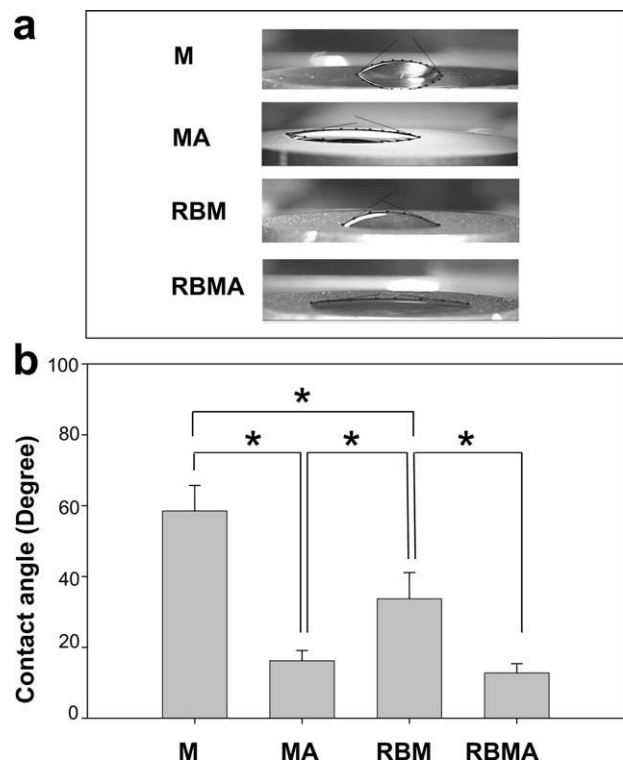 a
M
MA
RBM
RBMA
b
100
80
60
40
20
0
Contact angle (Degree)
*
* * *
M MA RBM RBMA